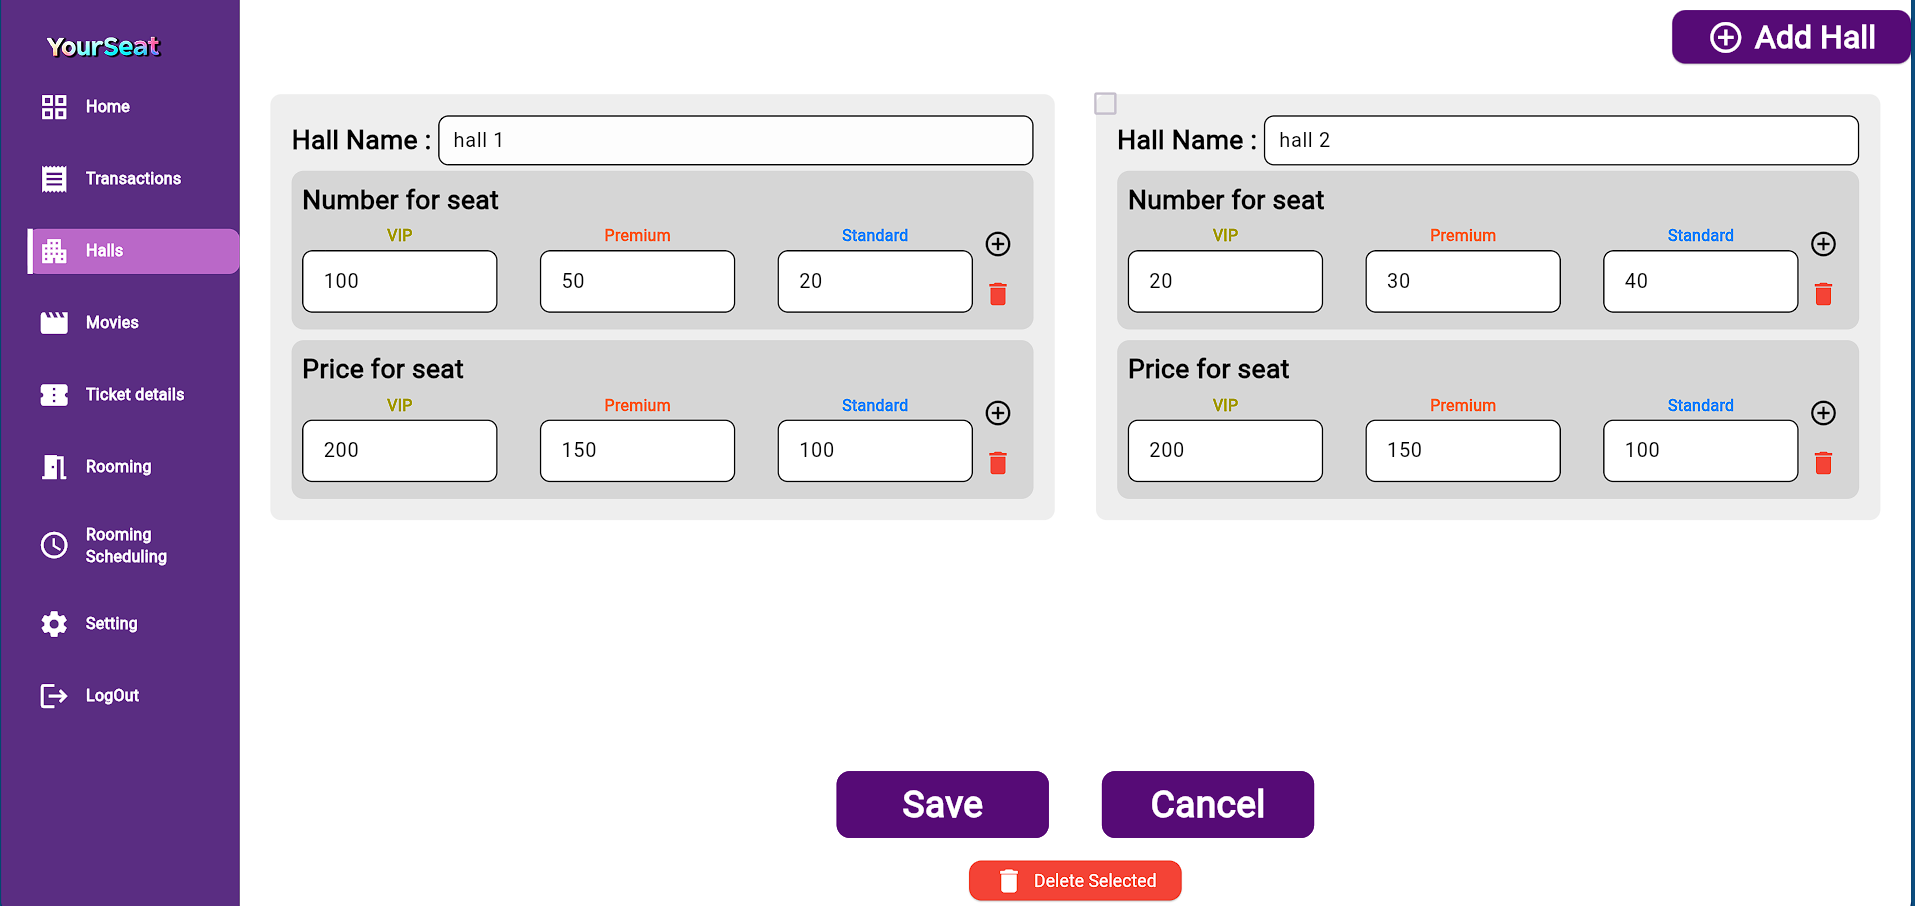 YourSeat
Home
Transactions
Halls
Movies
Ticket details
Rooming
Rooming
Scheduling
Setting
LogOut
Add Hall
Hall Name : hall 1
Number for seat
VIP Premium Standard
100 50 20
Price for seat
VIP Premium Standard
200 150 100
Hall Name : hall 2
Number for seat
VIP Premium Standard
20 30 40
Price for seat
VIP Premium Standard
200 150 100
Save Cancel
Delete Selected